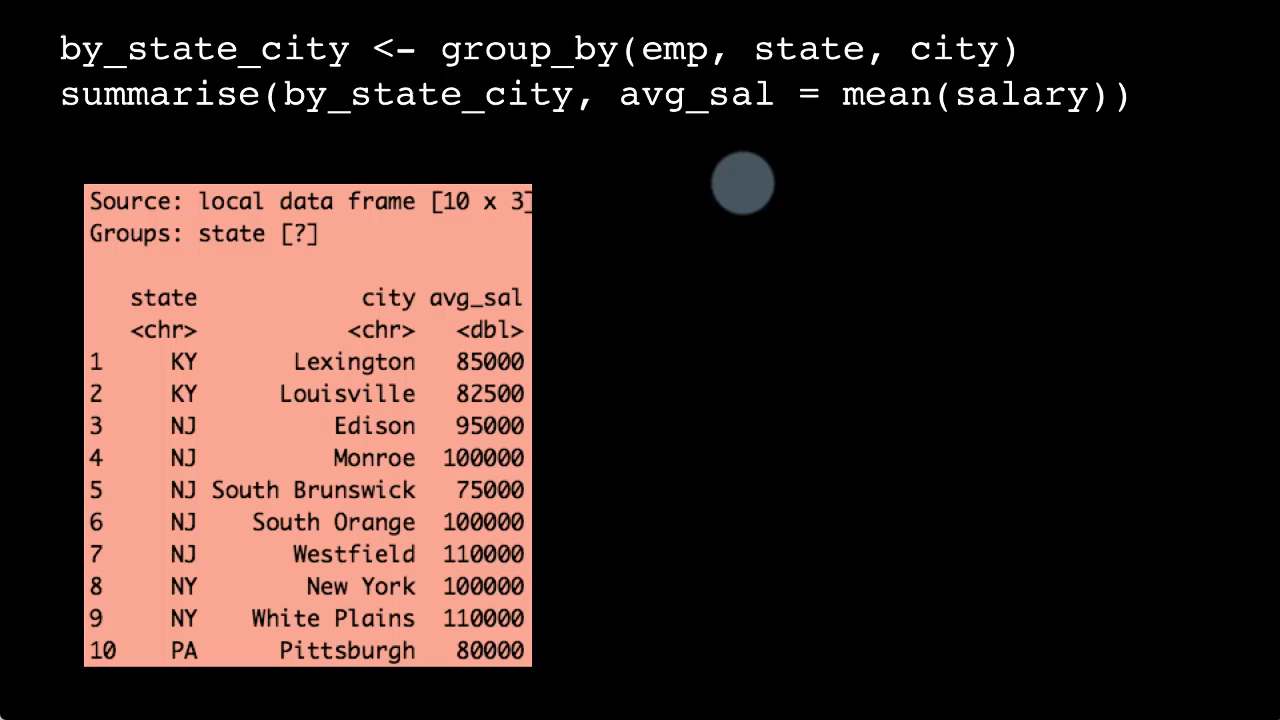 by_state_city <- group_by(emp, state, city)
summarise(by_state_city, avg_sal = mean(salary))
Source: local data frame [10 x 3]
Groups: state [?]
state city avg_sal
<chr> <chr> <dbl>
1 KY Lexington 85000
2 KY Louisville 82500
3 NJ Edison 95000
4 NJ Monroe 100000
5 NJ South Brunswick 75000
6 NJ South Orange 100000
7 NJ Westfield 110000
8 NY New York 100000
9 NY White Plains 110000
10 PA Pittsburgh 80000